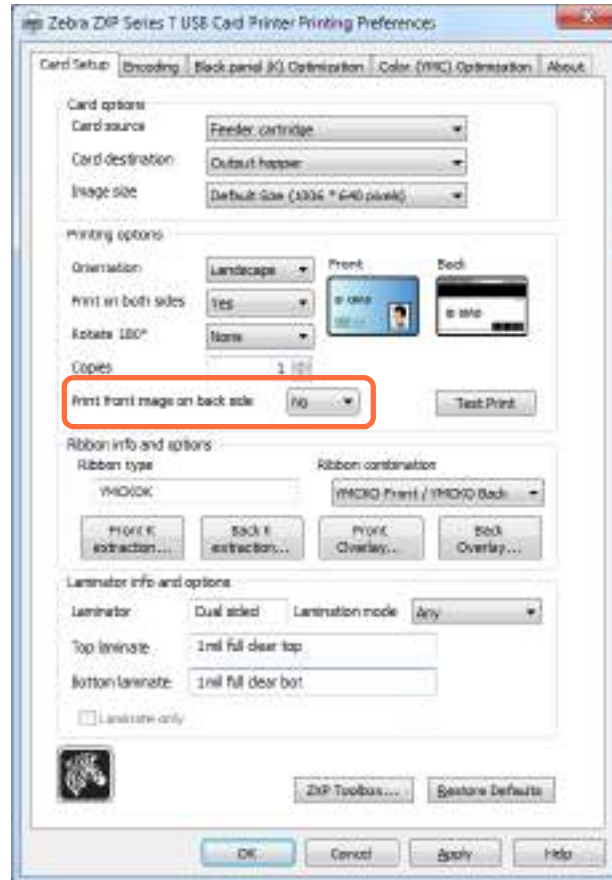 Zebra ZXP Series 7 USB Card Printer Printing Preferences
Card Setup Encoding Black panel (K) Optimization Color (YMC) Optimization About
Card options
Card source Feeder cartridge
Card destination Output hopper
Image size Default Size (1006 * 640 pixels)
Printing options
Orientation Landscape Front Back
Print on both sides Yes
Rotate 180° None
Copies 1
Print front image on back side No Test Print
Ribbon info and options
Ribbon type Ribbon combination
YMCKOK
Front K extraction... Back K extraction... Front Overlay... Back Overlay...
Laminator info and options
Laminator Dual sided Lamination mode Any
Top laminate 1mil full clear top
Bottom laminate 1mil full clear bot
Laminate only
ZXP Toolbox... Restore Defaults
OK Cancel Apply Help